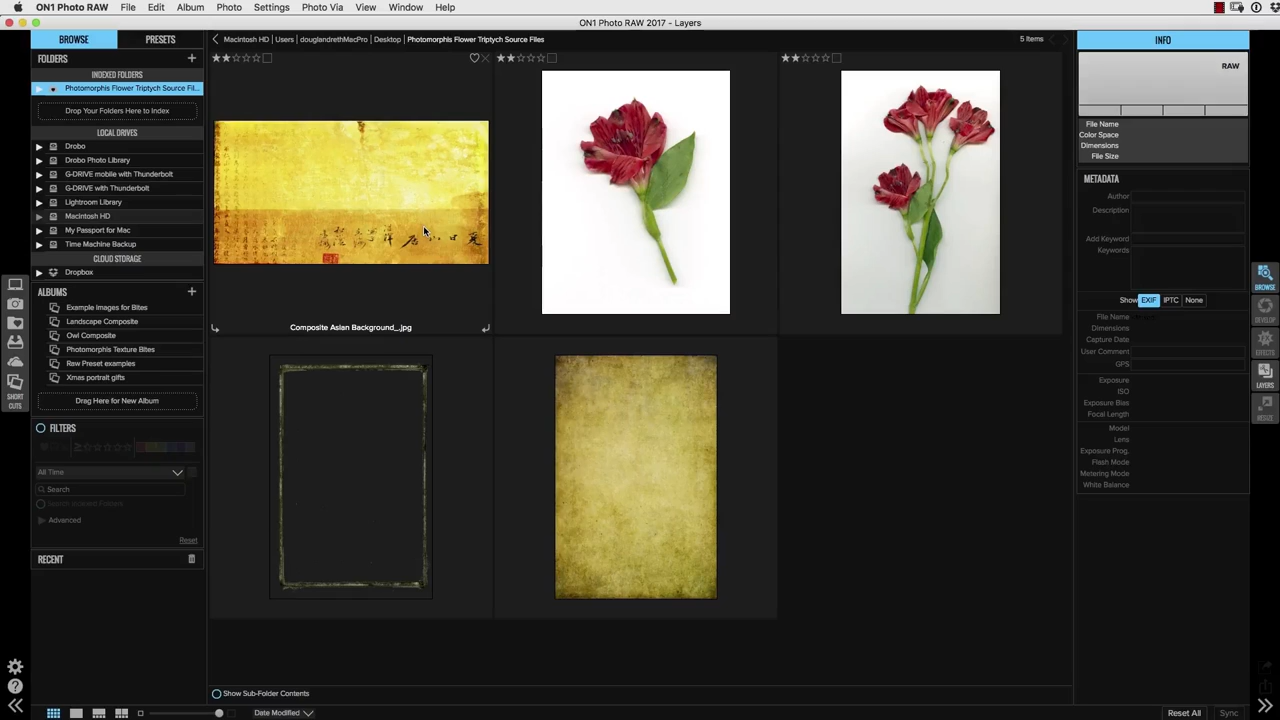 ON1 Photo RAW File Edit Album Photo Settings Photo Via View Window Help
ON1 Photo RAW 2017 - Layers
BROWSE PRESETS
Macintosh HD Users douglandrethMacPro Desktop Photomorphis Flower Triptych Source Files
5 Items
INFO
FOLDERS
INDEXED FOLDERS
Photomorphis Flower Triptych Source Fil...
Drop Your Folders Here to Index
LOCAL DRIVES
Drobo
Drobo Photo Library
G-DRIVE mobile with Thunderbolt
G-DRIVE with Thunderbolt
Lightroom Library
Macintosh HD
My Passport for Mac
Time Machine Backup
CLOUD STORAGE
Dropbox
ALBUMS
Example Images for Bites
Landscape Composite
Owl Composite
Photomorphis Texture Bites
Raw Preset examples
Xmas portrait gifts
Drag Here for New Album
FILTERS
All Time
Search
Advanced
Reset
RECENT
SHORT
CUTS
Composite Asian Background_.jpg
Show Sub-Folder Contents
Date Modified
RAW
File Name
Color Space
Dimensions
File Size
METADATA
Author
Description
Add Keyword
Keywords
Show EXIF IPTC None
File Name
Dimensions
Capture Date
User Comment
GPS
Exposure
ISO
Exposure Bias
Focal Length
Model
Lens
Exposure Prog.
Flash Mode
Metering Mode
White Balance
BROWSE
DEVELOP
EFFECTS
LAYERS
RESIZE
Reset All Sync